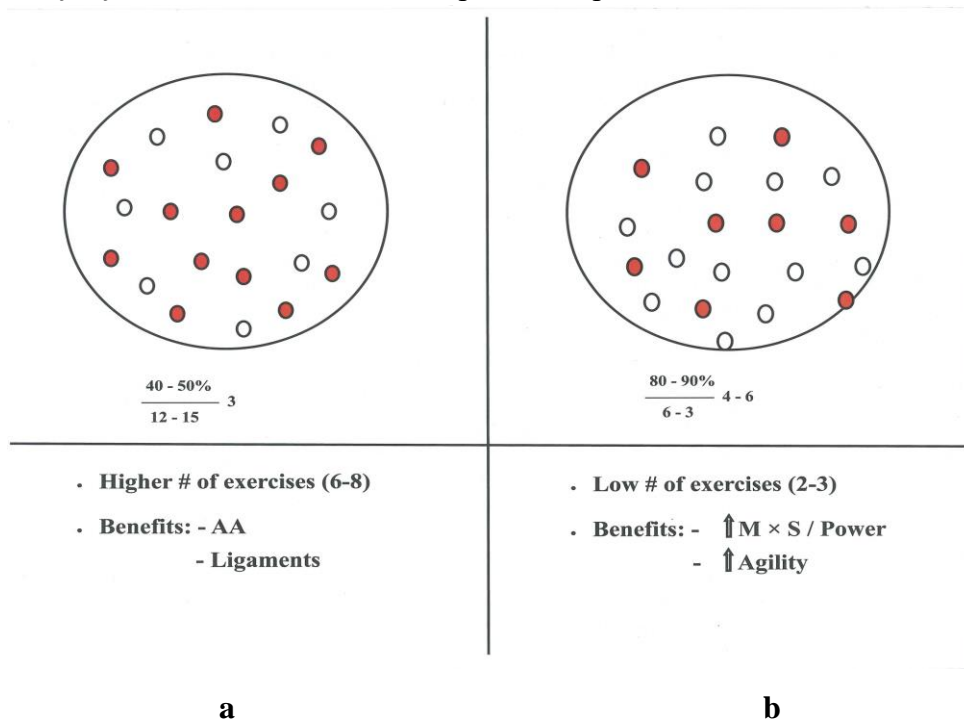 40 - 50%
12 - 15
3
80 - 90%
6 - 3
4 - 6
. Higher # of exercises (6-8)
. Benefits: - AA
- Ligaments
. Low # of exercises (2-3)
. Benefits: - ⇑M × S / Power
- ⇑Agility
a
b